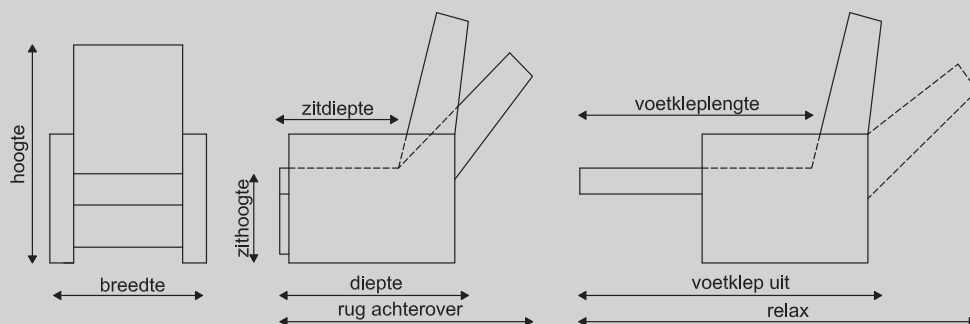 hoogte
breedte
zitdiepte
zithoogte
diepte
rug achterover
voetkleplengte
voetklep uit
relax